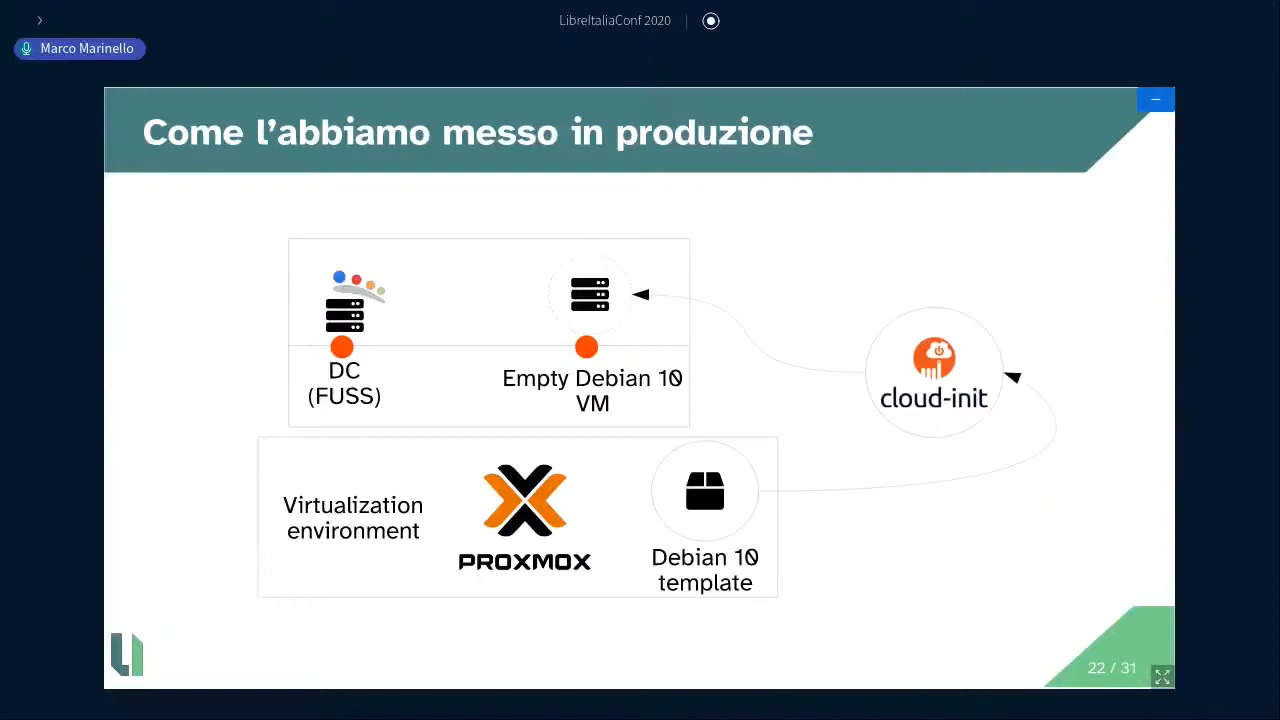 LibreItaliaConf 2020
Marco Marinello
Come l'abbiamo messo in produzione
DC
(FUSS)
Empty Debian 10
VM
cloud-init
Virtualization
environment
PROXMOX
Debian 10
template
22 / 31